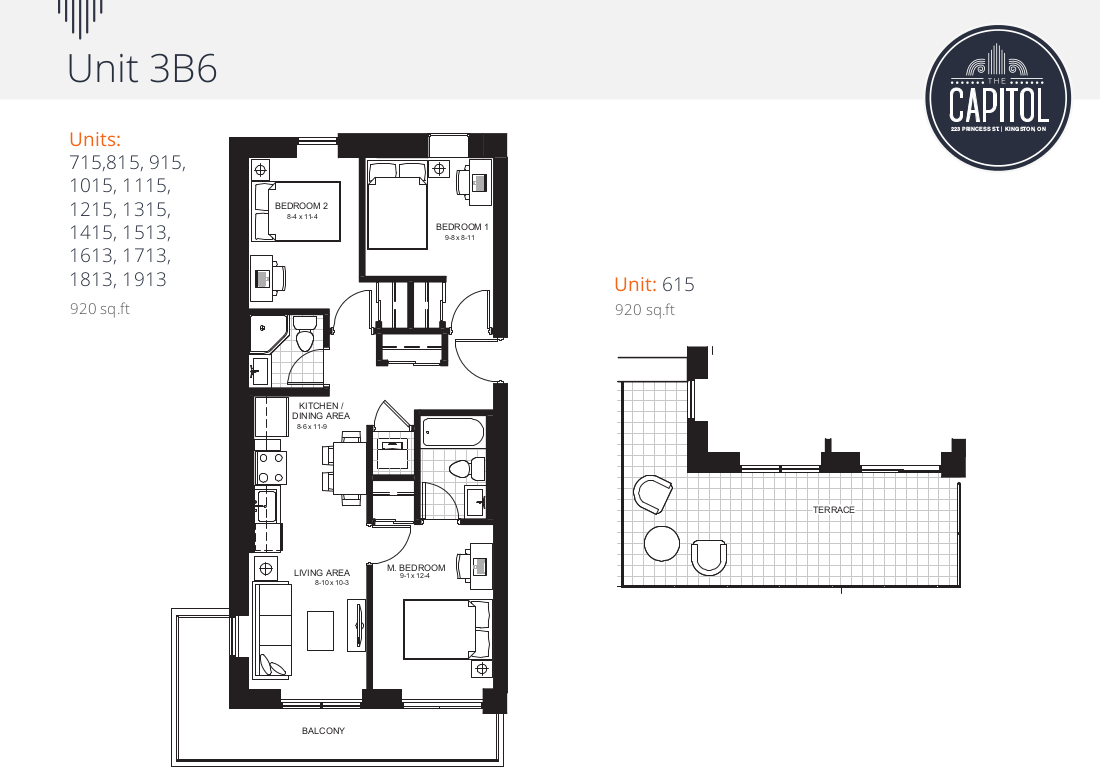 Unit 3B6
THE
CAPITOL
223 PRINCESS ST. | KINGSTON, ON
Units:
715,815, 915,
1015, 1115,
1215, 1315,
1415, 1513,
1613, 1713,
1813, 1913
920 sq.ft
BEDROOM 2
8-4 x 11-4
BEDROOM 1
9-8 x 8-11
KITCHEN /
DINING AREA
8-6 x 11-9
LIVING AREA
8-10 x 10-3
M. BEDROOM
9-1 x 12-4
BALCONY
Unit: 615
920 sq.ft
TERRACE